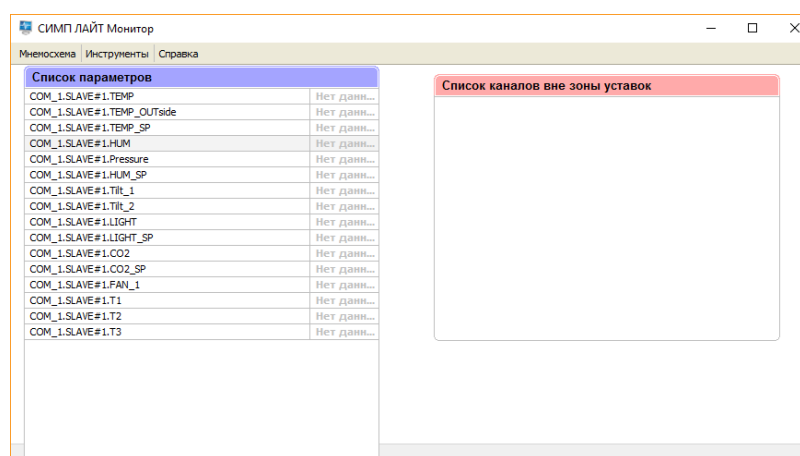 СИМП ЛАЙТ Монитор
Мнемосхема Инструменты Справка
Список параметров
COM_1.SLAVE#1.TEMP Нет данн...
COM_1.SLAVE#1.TEMP_OUTside Нет данн...
COM_1.SLAVE#1.TEMP_SP Нет данн...
COM_1.SLAVE#1.HUM Нет данн...
COM_1.SLAVE#1.Pressure Нет данн...
COM_1.SLAVE#1.HUM_SP Нет данн...
COM_1.SLAVE#1.Tilt_1 Нет данн...
COM_1.SLAVE#1.Tilt_2 Нет данн...
COM_1.SLAVE#1.LIGHT Нет данн...
COM_1.SLAVE#1.LIGHT_SP Нет данн...
COM_1.SLAVE#1.CO2 Нет данн...
COM_1.SLAVE#1.CO2_SP Нет данн...
COM_1.SLAVE#1.FAN_1 Нет данн...
COM_1.SLAVE#1.T1 Нет данн...
COM_1.SLAVE#1.T2 Нет данн...
COM_1.SLAVE#1.T3 Нет данн...
Список каналов вне зоны уставок